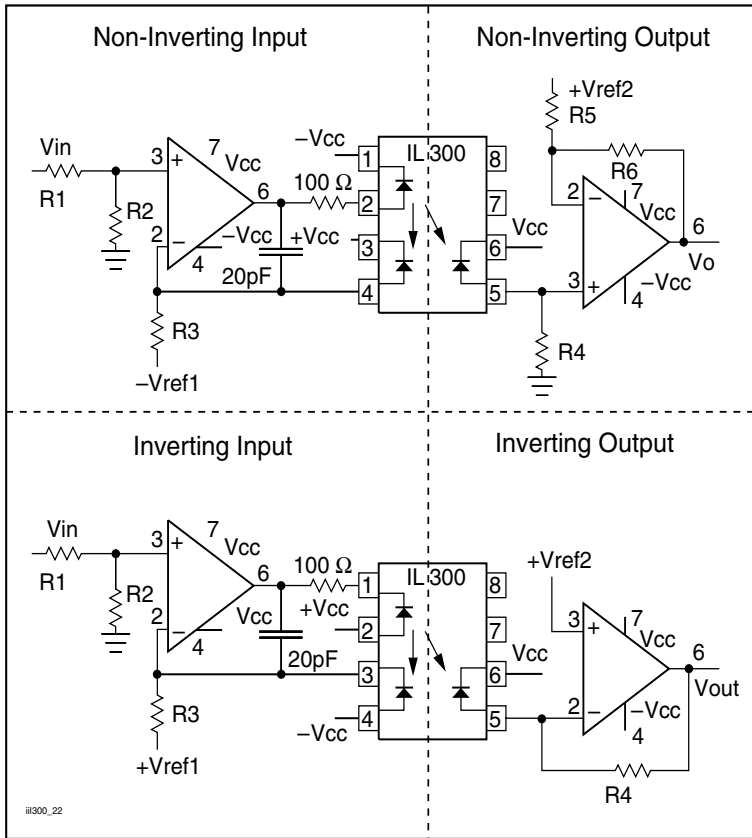 Non-Inverting Input
Non-Inverting Output
Vin
R1
R2
3
+
7
Vcc
6
2
−
−Vcc
4
20pF
R3
−Vref1
100 Ω
+Vcc
−Vcc
IL 300
1
2
3
4
8
7
6
5
Vcc
+Vref2
R5
R6
2
−
7
Vcc
6
Vo
3
+
−Vcc
4
R4
Inverting Input
Inverting Output
Vin
R1
R2
3
+
7
Vcc
6
2
−
4
Vcc
20pF
R3
+Vref1
100 Ω
+Vcc
−Vcc
IL 300
1
2
3
4
8
7
6
5
Vcc
+Vref2
3
+
7
Vcc
6
Vout
2
−
−Vcc
4
R4
iil300_22